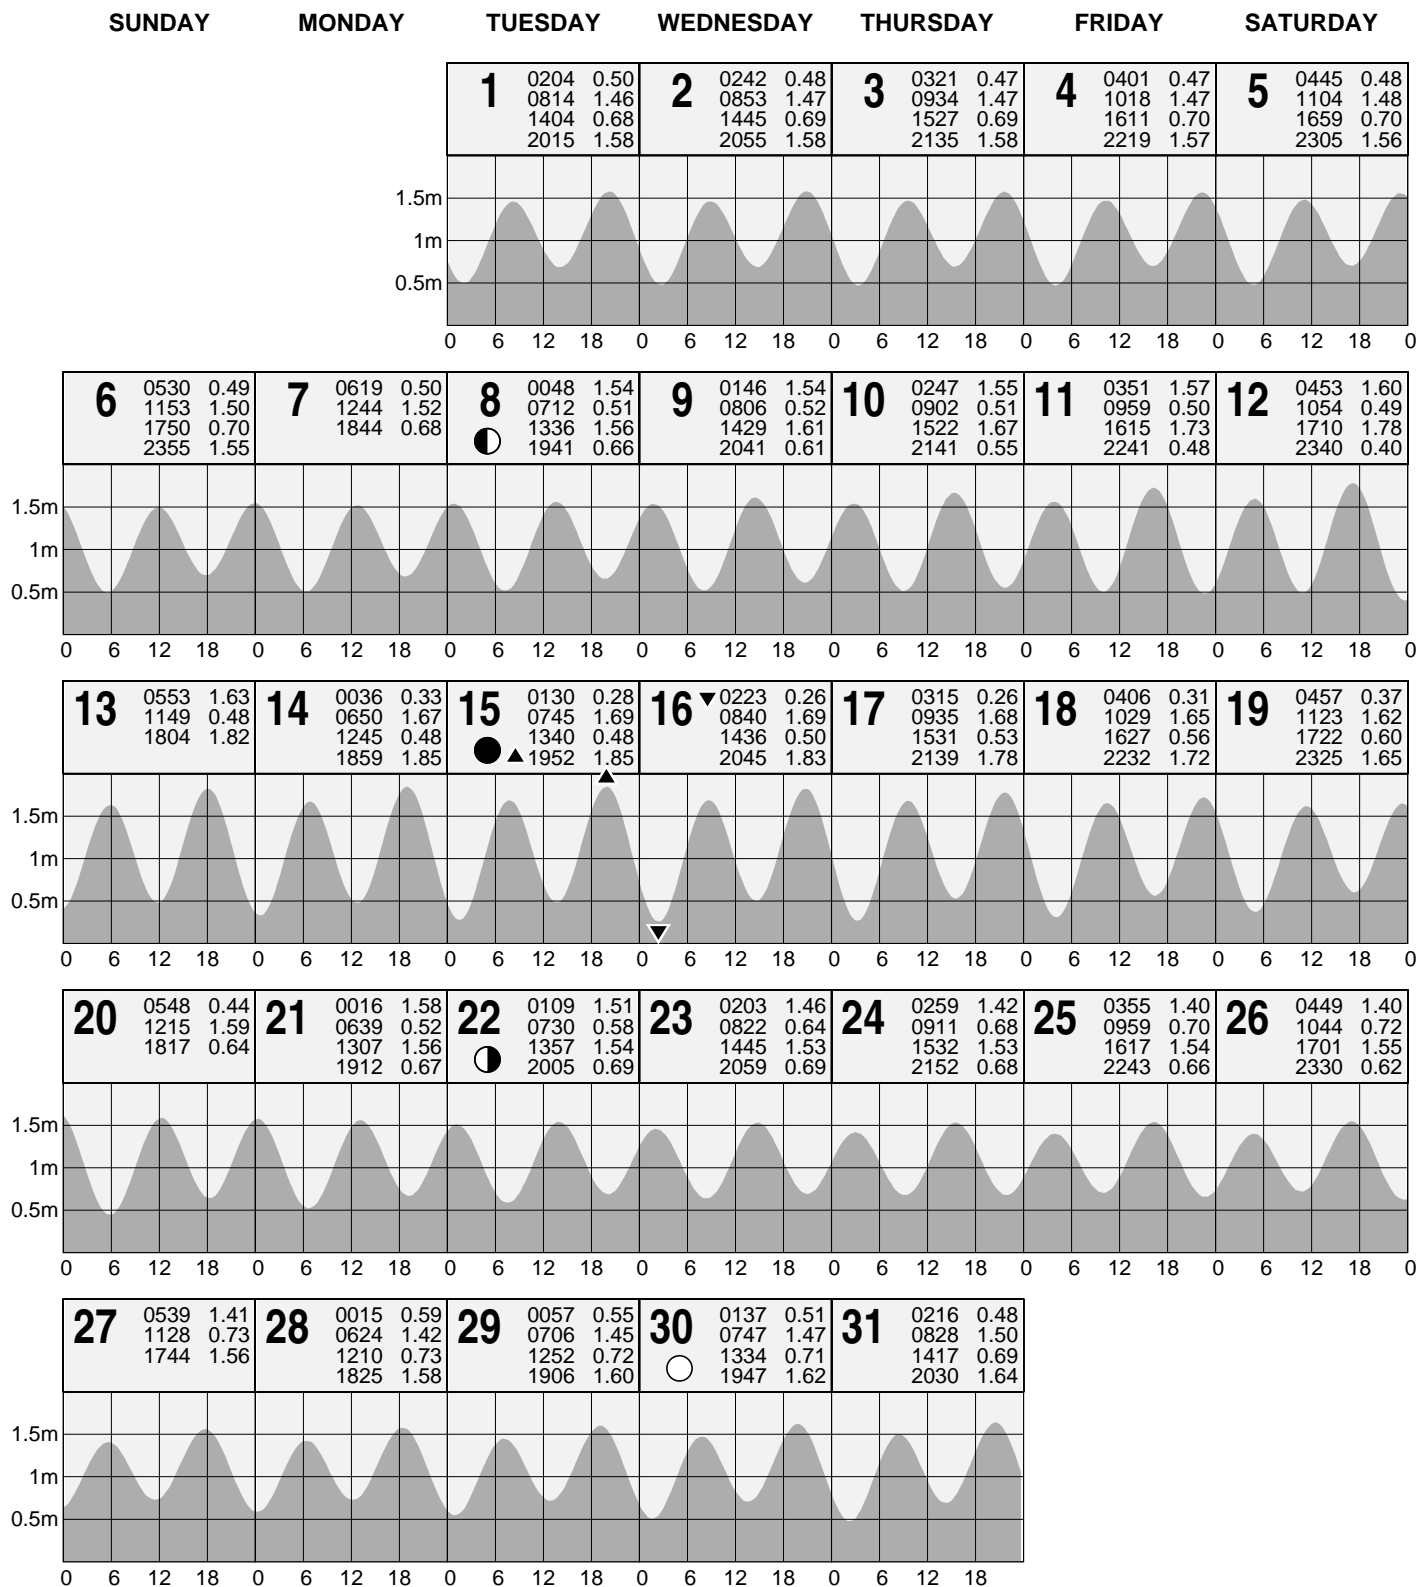 SUNDAY MONDAY TUESDAY WEDNESDAY THURSDAY FRIDAY SATURDAY
1 0204 0.50 2 0242 0.48 3 0321 0.47 4 0401 0.47 5 0445 0.48
0814 1.46 0853 1.47 0934 1.47 1018 1.47 1104 1.48
1404 0.68 1445 0.69 1527 0.69 1611 0.70 1659 0.70
2015 1.58 2055 1.58 2135 1.58 2219 1.57 2305 1.56
1.5m
1m
0.5m
0 6 12 18 0 6 12 18 0 6 12 18 0 6 12 18 0 6 12 18 0
6 0530 0.49 7 0619 0.50 8 0048 1.54 9 0146 1.54 10 0247 1.55 11 0351 1.57 12 0453 1.60
1153 1.50 1244 1.52 0712 0.51 0806 0.52 0902 0.51 0959 0.50 1054 0.49
1750 0.70 1844 0.68 1336 1.56 1429 1.61 1522 1.67 1615 1.73 1710 1.78
2355 1.55 1941 0.66 2041 0.61 2141 0.55 2241 0.48 2340 0.40
1.5m
1m
0.5m
0 6 12 18 0 6 12 18 0 6 12 18 0 6 12 18 0 6 12 18 0 6 12 18 0 6 12 18 0
13 0553 1.63 14 0036 0.33 15 0130 0.28 16 0223 0.26 17 0315 0.26 18 0406 0.31 19 0457 0.37
1149 0.48 0650 1.67 0745 1.69 0840 1.69 0935 1.68 1029 1.65 1123 1.62
1804 1.82 1245 0.48 1340 0.48 1436 0.50 1531 0.53 1627 0.56 1722 0.60
1859 1.85 1952 1.85 2045 1.83 2139 1.78 2232 1.72 2325 1.65
1.5m
1m
0.5m
0 6 12 18 0 6 12 18 0 6 12 18 0 6 12 18 0 6 12 18 0 6 12 18 0 6 12 18 0
20 0548 0.44 21 0016 1.58 22 0109 1.51 23 0203 1.46 24 0259 1.42 25 0355 1.40 26 0449 1.40
1215 1.59 0639 0.52 0730 0.58 0822 0.64 0911 0.68 0959 0.70 1044 0.72
1817 0.64 1307 1.56 1357 1.54 1445 1.53 1532 1.53 1617 1.54 1701 1.55
1912 0.67 2005 0.69 2059 0.69 2152 0.68 2243 0.66 2330 0.62
1.5m
1m
0.5m
0 6 12 18 0 6 12 18 0 6 12 18 0 6 12 18 0 6 12 18 0 6 12 18 0 6 12 18 0
27 0539 1.41 28 0015 0.59 29 0057 0.55 30 0137 0.51 31 0216 0.48
1128 0.73 0624 1.42 0706 1.45 0747 1.47 0828 1.50
1744 1.56 1210 0.73 1252 0.72 1334 0.71 1417 0.69
1825 1.58 1906 1.60 1947 1.62 2030 1.64
1.5m
1m
0.5m
0 6 12 18 0 6 12 18 0 6 12 18 0 6 12 18 0 6 12 18